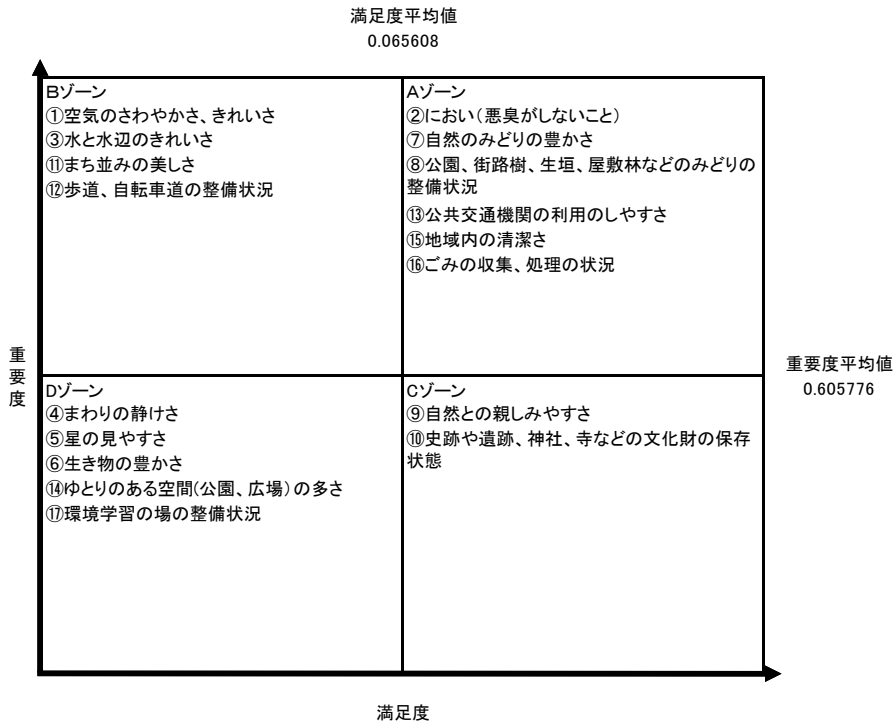 満足度平均値
0.065608
Bゾーン
①空気のさわやかさ、きれいさ
③水と水辺のきれいさ
⑪まち並みの美しさ
⑫歩道、自転車道の整備状況
Aゾーン
②におい(悪臭がしないこと)
⑦自然のみどりの豊かさ
⑧公園、街路樹、生垣、屋敷林などのみどりの
整備状況
⑬公共交通機関の利用のしやすさ
⑮地域内の清潔さ
⑯ごみの収集、処理の状況
重要度
重要度平均値
0.605776
Dゾーン
④まわりの静けさ
⑤星の見やすさ
⑥生き物の豊かさ
⑭ゆとりのある空間(公園、広場)の多さ
⑰環境学習の場の整備状況
Cゾーン
⑨自然との親しみやすさ
⑩史跡や遺跡、神社、寺などの文化財の保存
状態
満足度